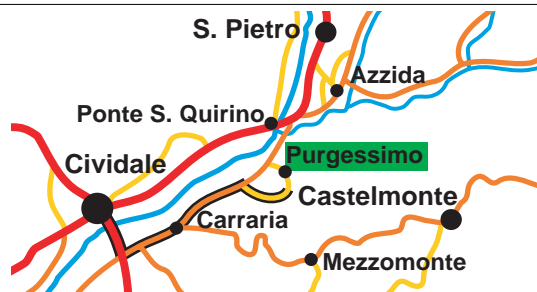 S. Pietro
Azzida
Ponte S. Quirino
Purgessimo
Cividale
Castelmonte
Carraria
Mezzomonte